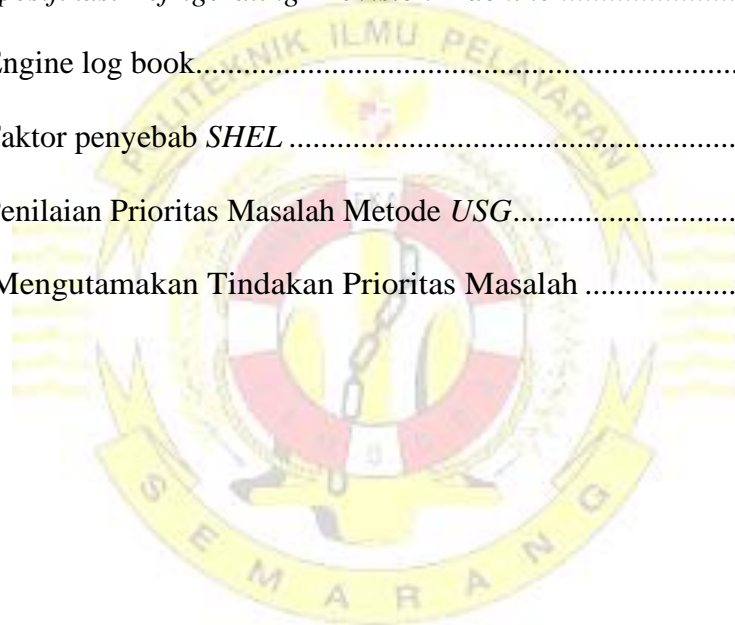 Engine log book
Faktor penyebab SHEL
Penilaian Prioritas Masalah Metode USG
Mengutamakan Tindakan Prioritas Masalah
POLITEKNIK ILMU PELAYARAN
SEMARANG